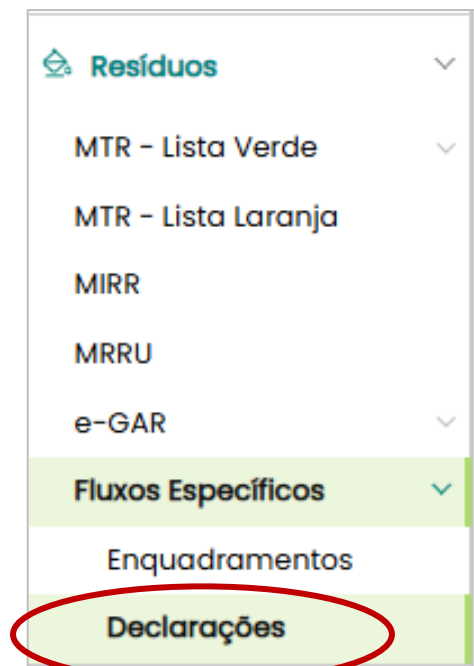 Resíduos
MTR - Lista Verde
MTR - Lista Laranja
MIRR
MRRU
e-GAR
Fluxos Específicos
Enquadramentos
Declarações